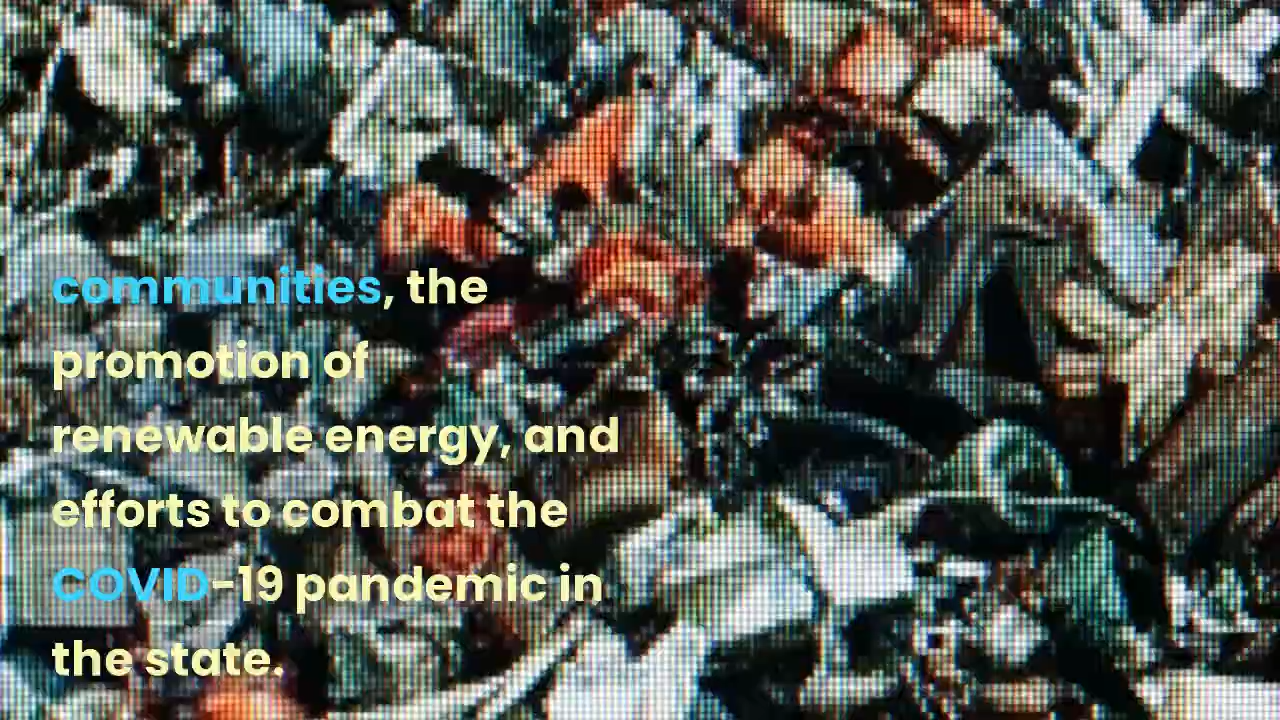 communities, the
promotion of
renewable energy, and
efforts to combat the
COVID-19 pandemic in
the state.